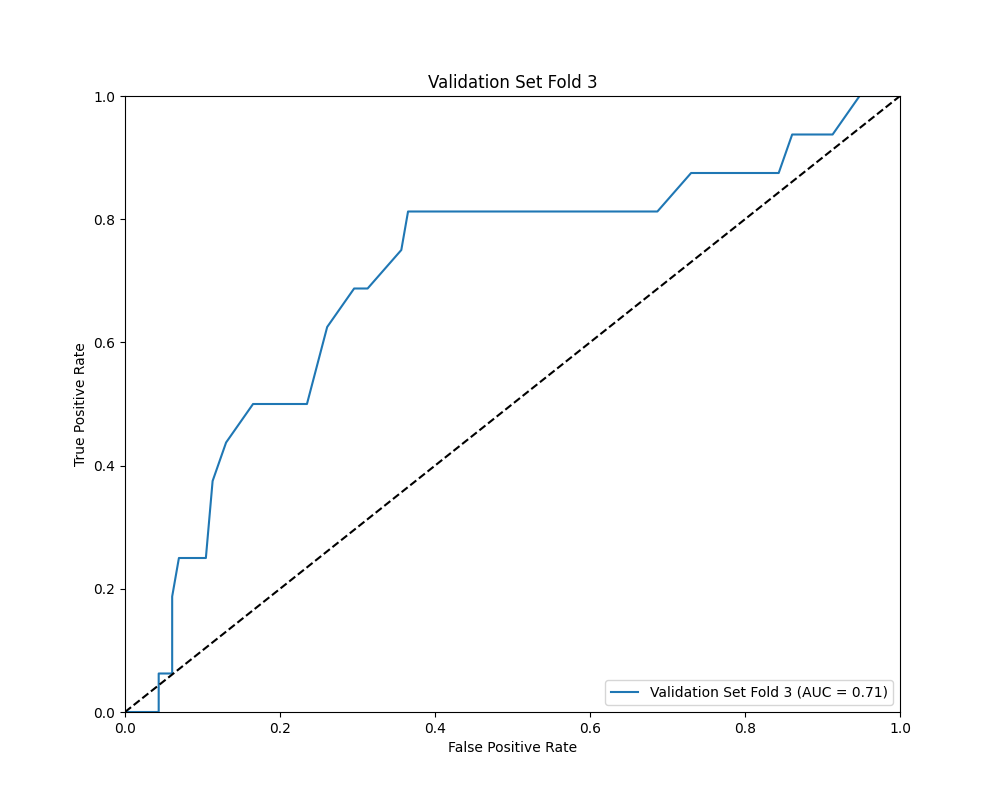 Validation Set Fold 3
1.0
0.8
0.6
0.4
0.2
0.0
True Positive Rate
0.0 0.2 0.4 0.6 0.8 1.0
False Positive Rate
Validation Set Fold 3 (AUC = 0.71)